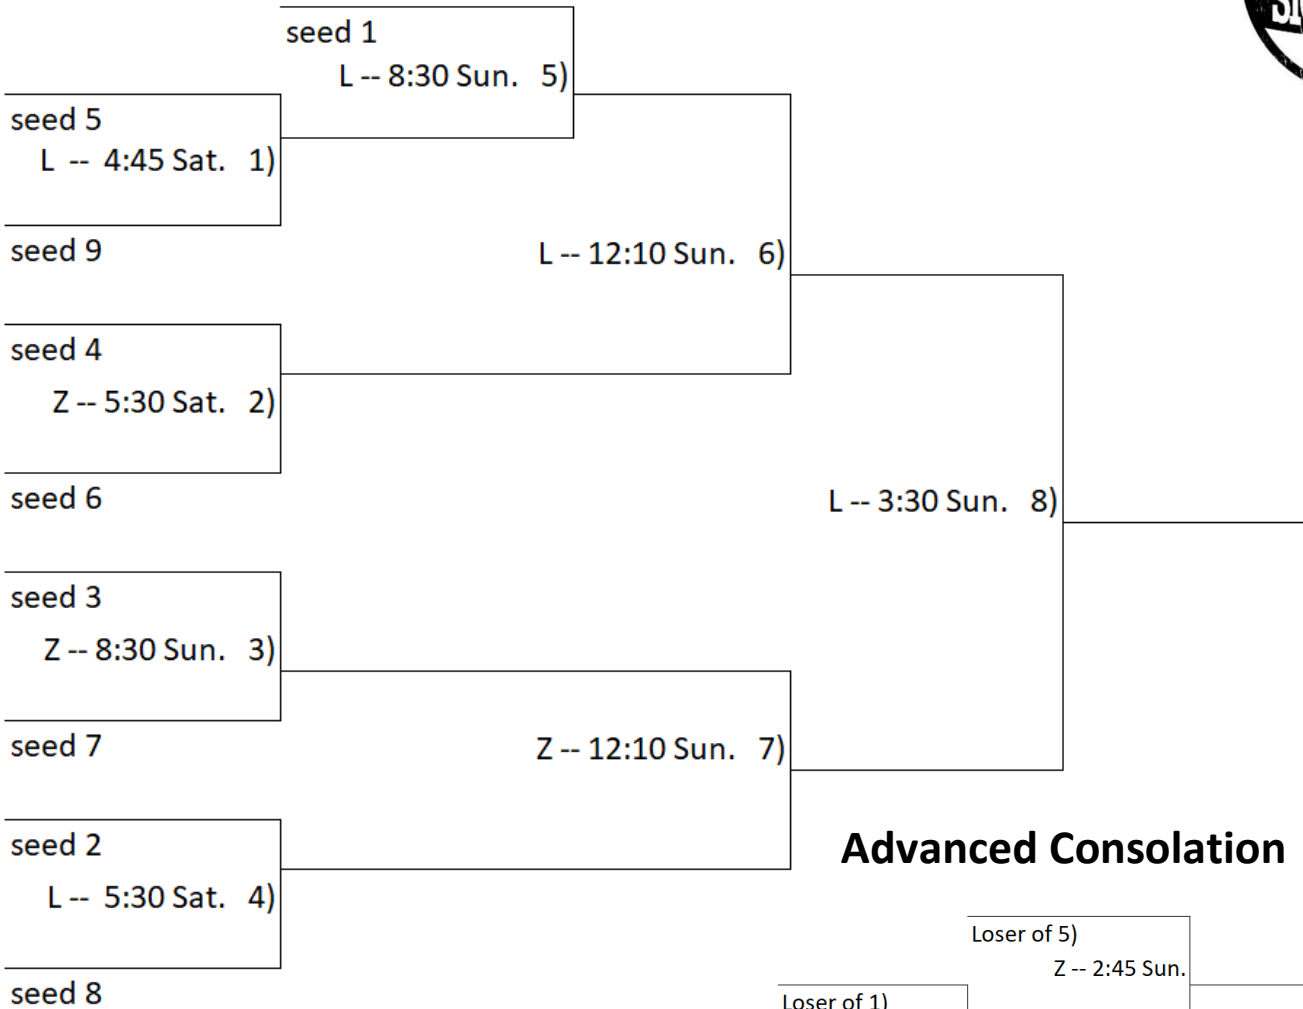 seed 1
L -- 8:30 Sun. 5)
seed 5
L -- 4:45 Sat. 1)
seed 9
L -- 12:10 Sun. 6)
seed 4
Z -- 5:30 Sat. 2)
seed 6
L -- 3:30 Sun. 8)
seed 3
Z -- 8:30 Sun. 3)
seed 7
Z -- 12:10 Sun. 7)
seed 2
L -- 5:30 Sat. 4)
seed 8
Advanced Consolation
Loser of 5)
Z -- 2:45 Sun.
Loser of 1)